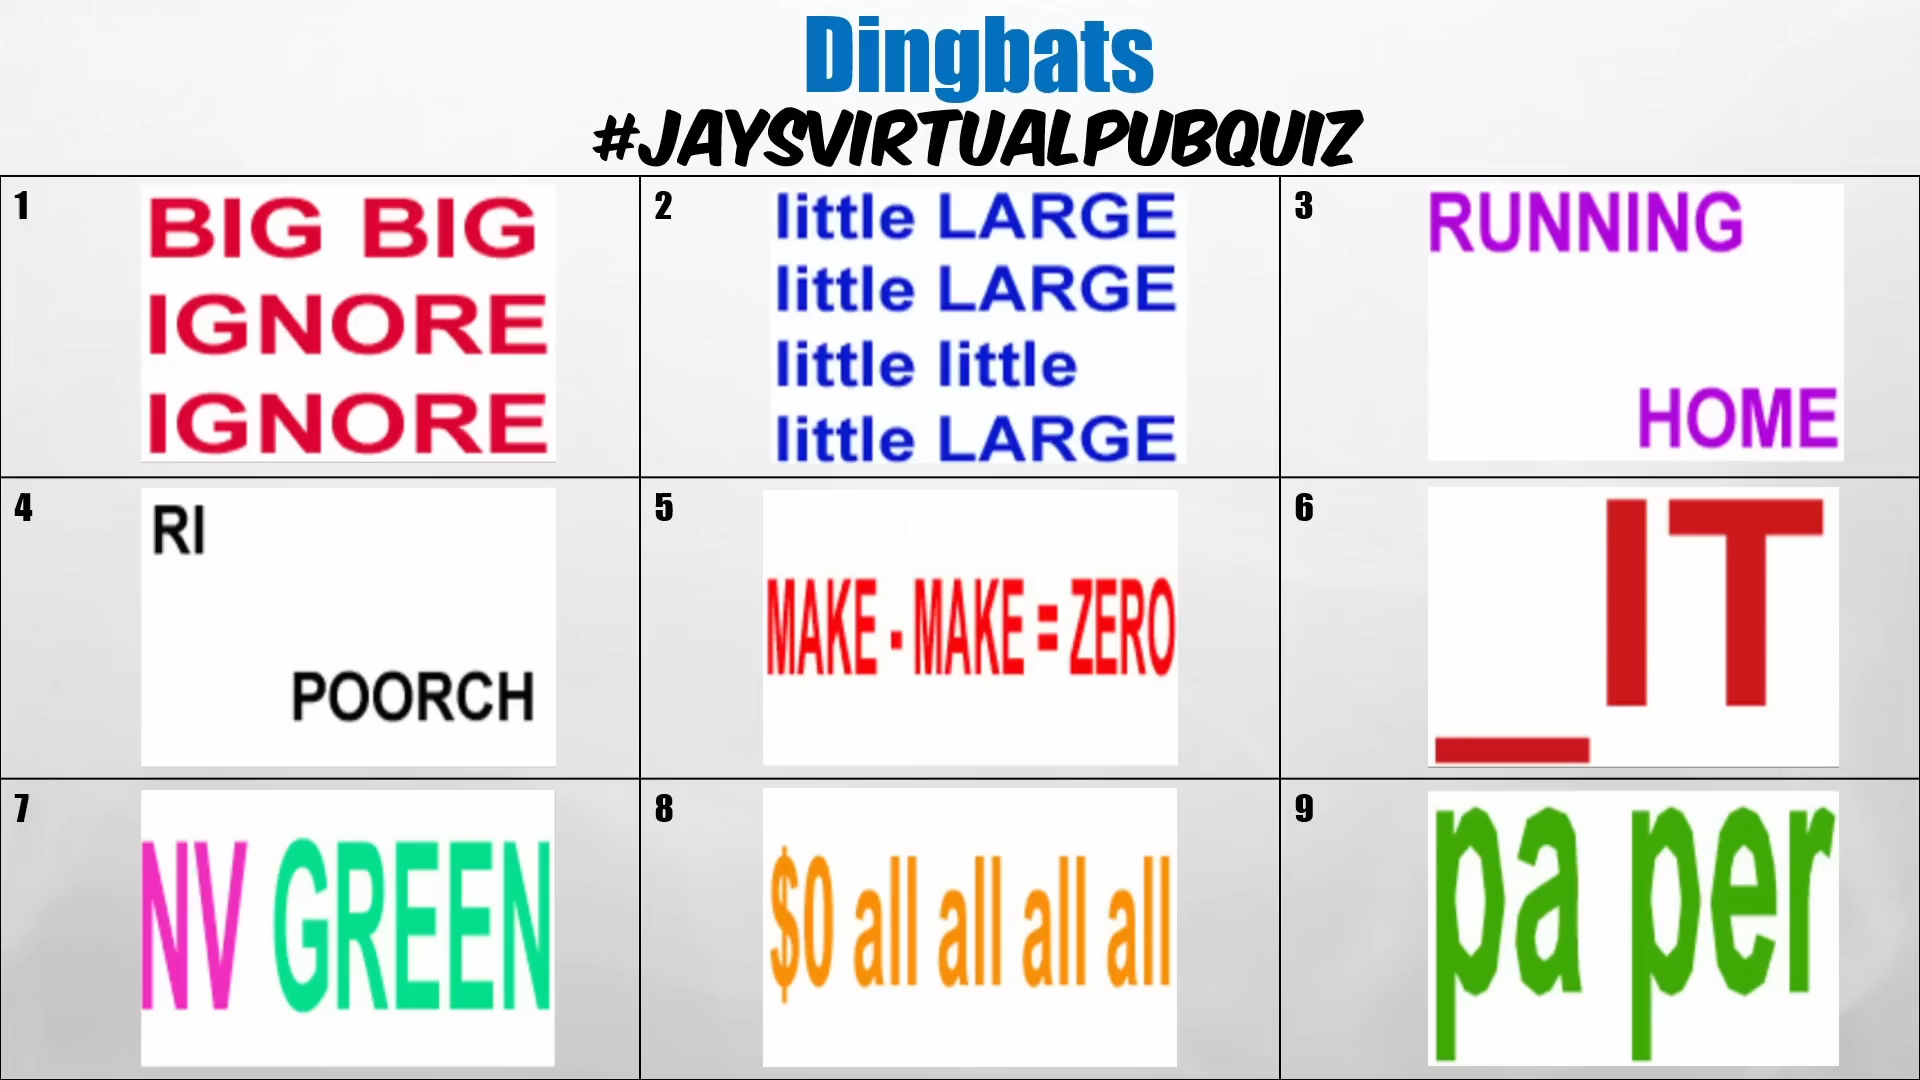 Dingbats
#JAYSVIRTUALPUBQUIZ
1
BIG BIG
IGNORE
IGNORE
2
little LARGE
little LARGE
little little
little LARGE
3
RUNNING
HOME
4
RI
POORCH
5
MAKE - MAKE = ZERO
6
_IT
7
NV GREEN
8
$0 all all all all
9
pa per